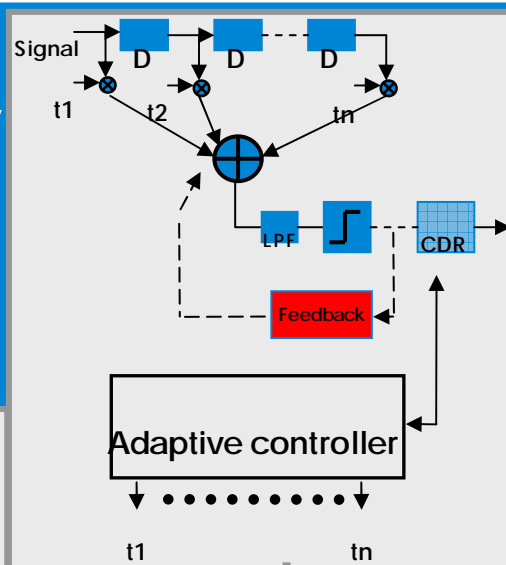 Signal
D D D
t1 t2 tn
LPF CDR
Feedback
Adaptive controller
t1 tn